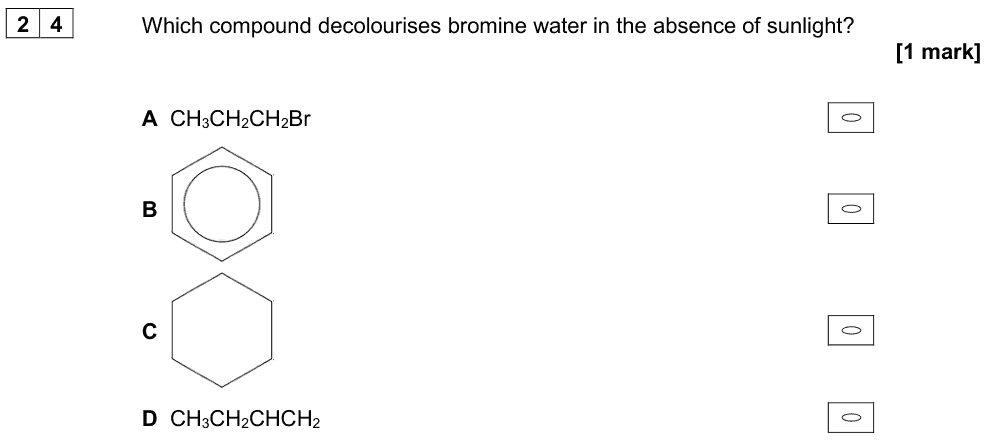 2 4 Which compound decolourises bromine water in the absence of sunlight?
[1 mark]
A CH₃CH₂CH₂Br
B
C
D CH₃CH₂CHCH₂